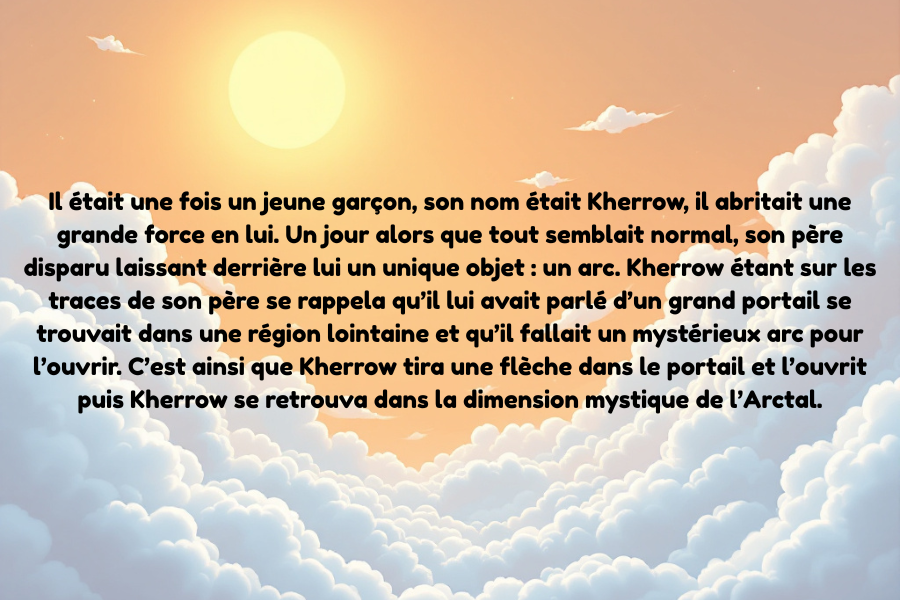 Il était une fois un jeune garçon, son nom était Kherrow, il abritait une
grande force en lui. Un jour alors que tout semblait normal, son père
disparu laissant derrière lui un unique objet : un arc. Kherrow étant sur les
traces de son père se rappela qu’il lui avait parlé d’un grand portail se
trouvait dans une région lointaine et qu’il fallait un mystérieux arc pour
l’ouvrir. C’est ainsi que Kherrow tira une flèche dans le portail et l’ouvrit
puis Kherrow se retrouva dans la dimension mystique de l’Arctal.